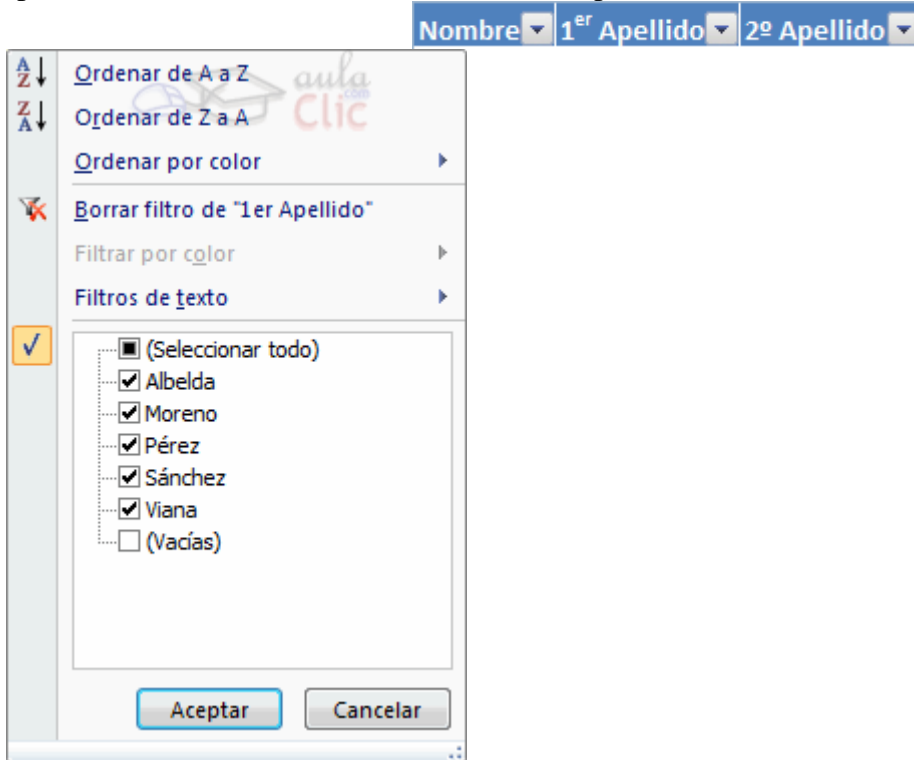 Nombre 1er Apellido 2º Apellido
Ordenar de A a Z
Ordenar de Z a A
Ordenar por color
Borrar filtro de "1er Apellido"
Filtrar por color
Filtros de texto
(Seleccionar todo)
Albelda
Moreno
Pérez
Sánchez
Viana
(Vacías)
Aceptar Cancelar
aula
Clic
.com